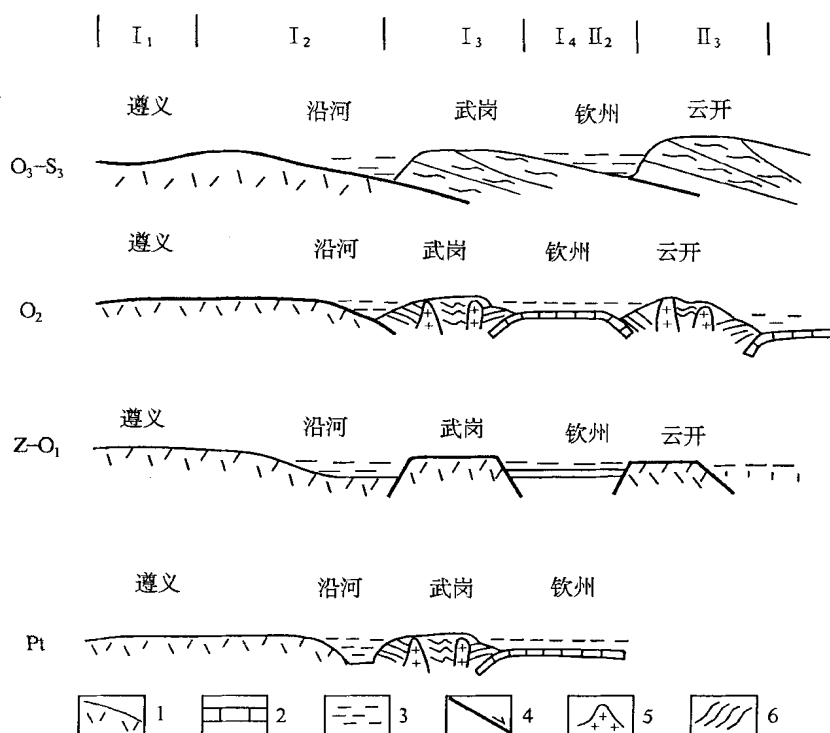 I₁ I₂ I₃ I₄ II₂ II₃
遵义 沿河 武岗 钦州 云开
O₃–S₃
遵义 沿河 武岗 钦州 云开
O₂
遵义 沿河 武岗 钦州 云开
Z–O₁
遵义 沿河 武岗 钦州
Pt
1 2 3 4 5 6